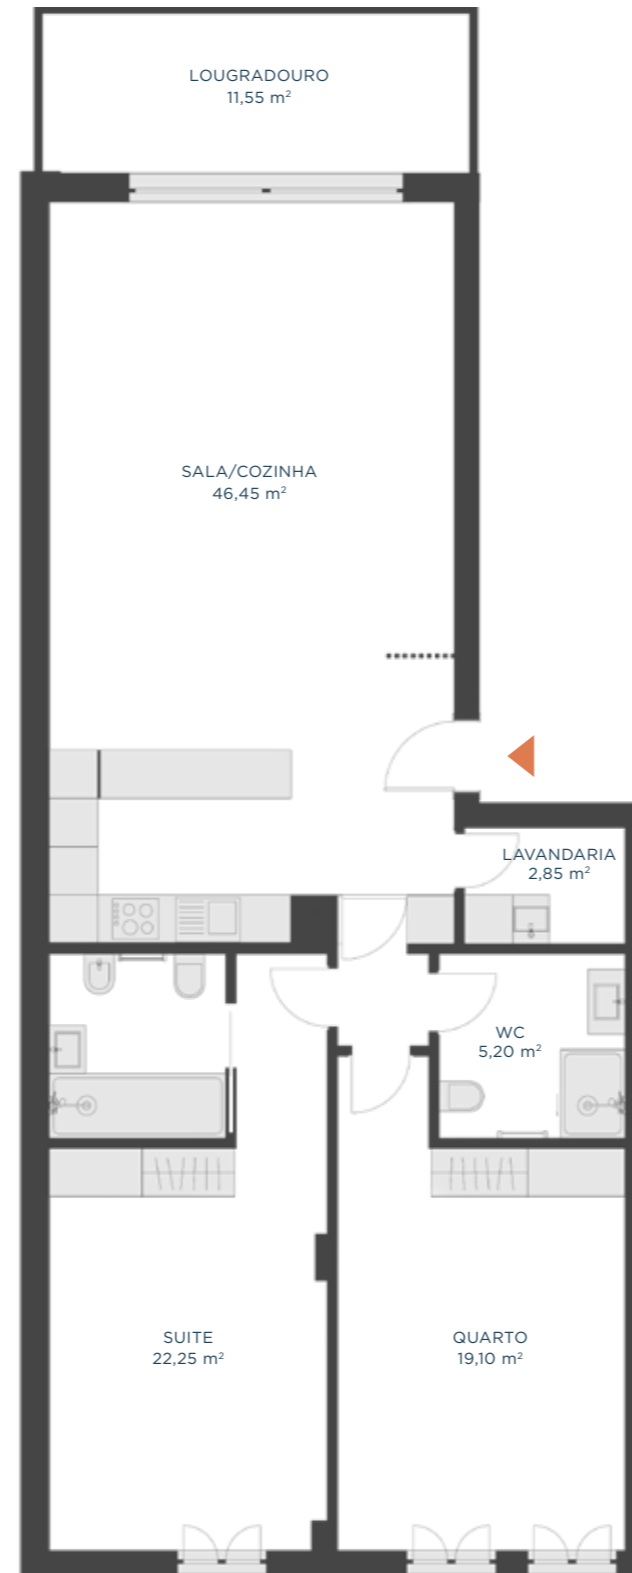 LOUGRADOURO
11,55 m²
SALA/COZINHA
46,45 m²
LAVANDARIA
2,85 m²
WC
5,20 m²
SUITE
22,25 m²
QUARTO
19,10 m²